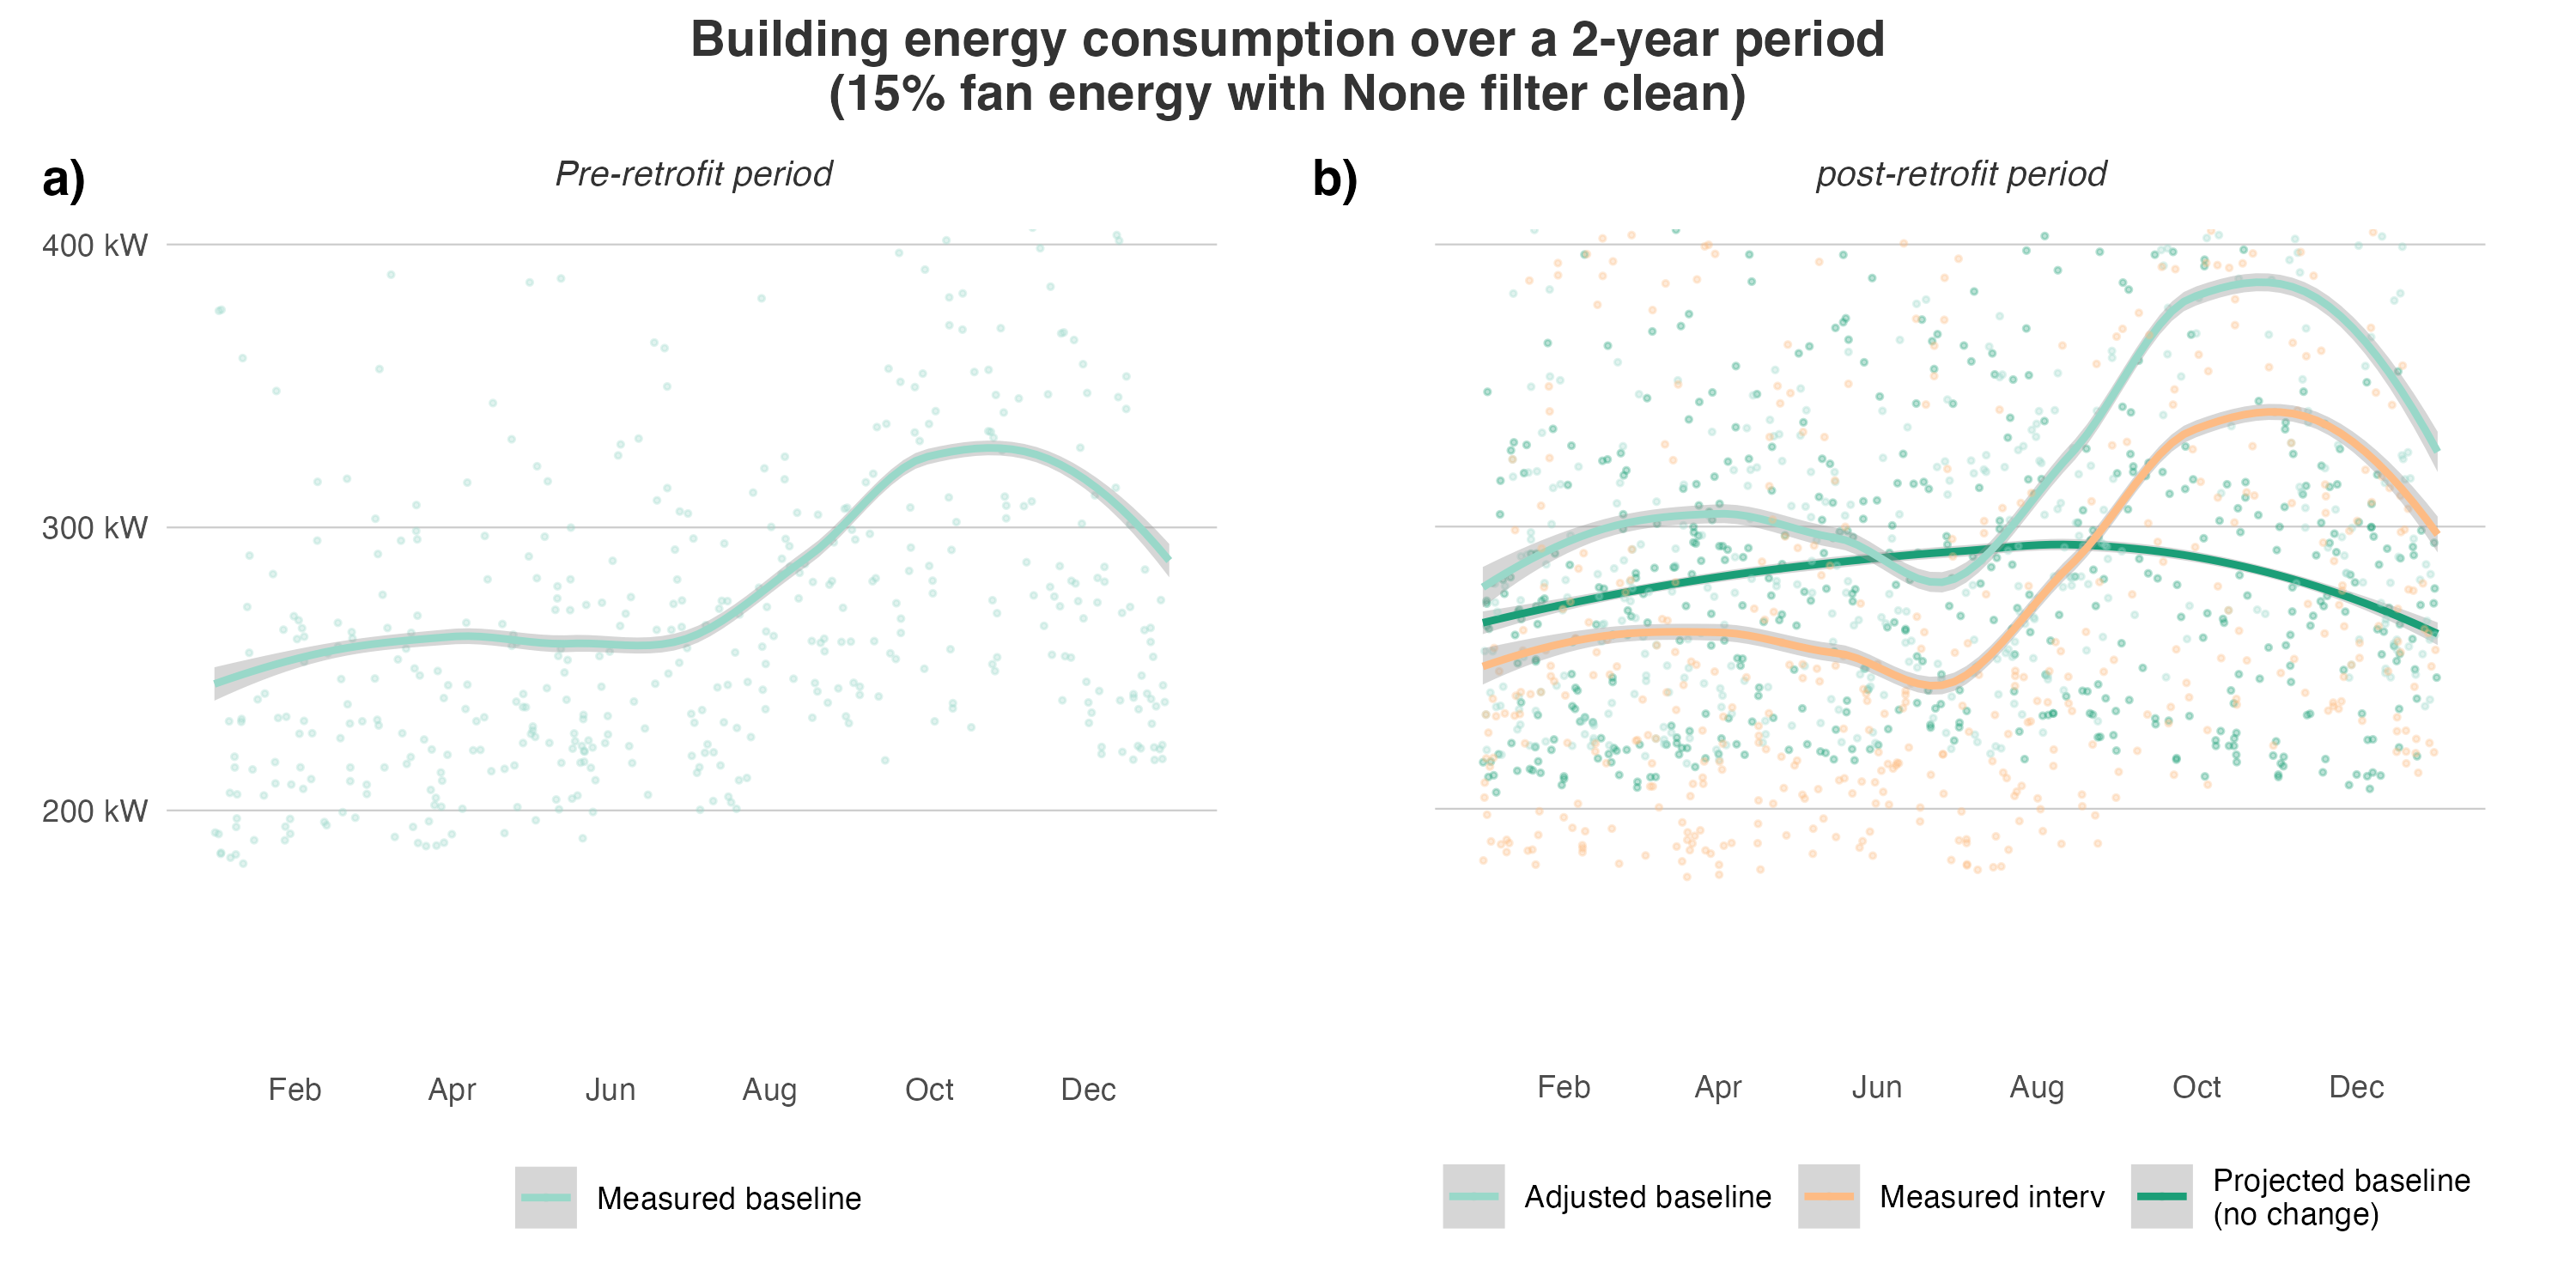 Building energy consumption over a 2-year period
(15% fan energy with None filter clean)
a)
Pre-retrofit period
400 kW
300 kW
200 kW
Feb Apr Jun Aug Oct Dec
Measured baseline
b)
post-retrofit period
Feb Apr Jun Aug Oct Dec
Adjusted baseline
Measured interv
Projected baseline
(no change)